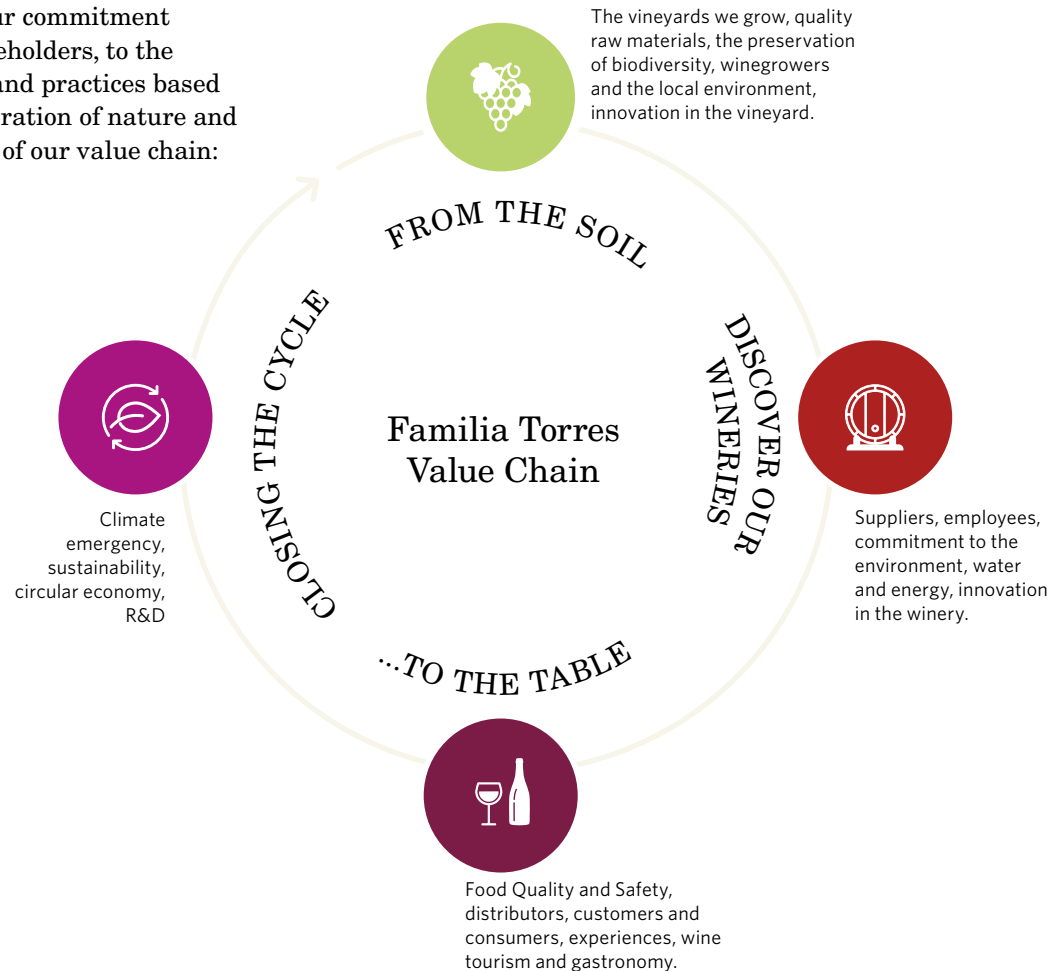 ur commitment
eholders, to the
and practices based
ration of nature and
of our value chain:
The vineyards we grow, quality
raw materials, the preservation
of biodiversity, winegrowers
and the local environment,
innovation in the vineyard.
FROM THE SOIL
DISCOVER OUR
WINERIES
Suppliers, employees,
commitment to the
environment, water
and energy, innovation
in the winery.
Familia Torres
Value Chain
CLOSING THE CYCLE
Climate
emergency,
sustainability,
circular economy,
R&D
...TO THE TABLE
Food Quality and Safety,
distributors, customers and
consumers, experiences, wine
tourism and gastronomy.